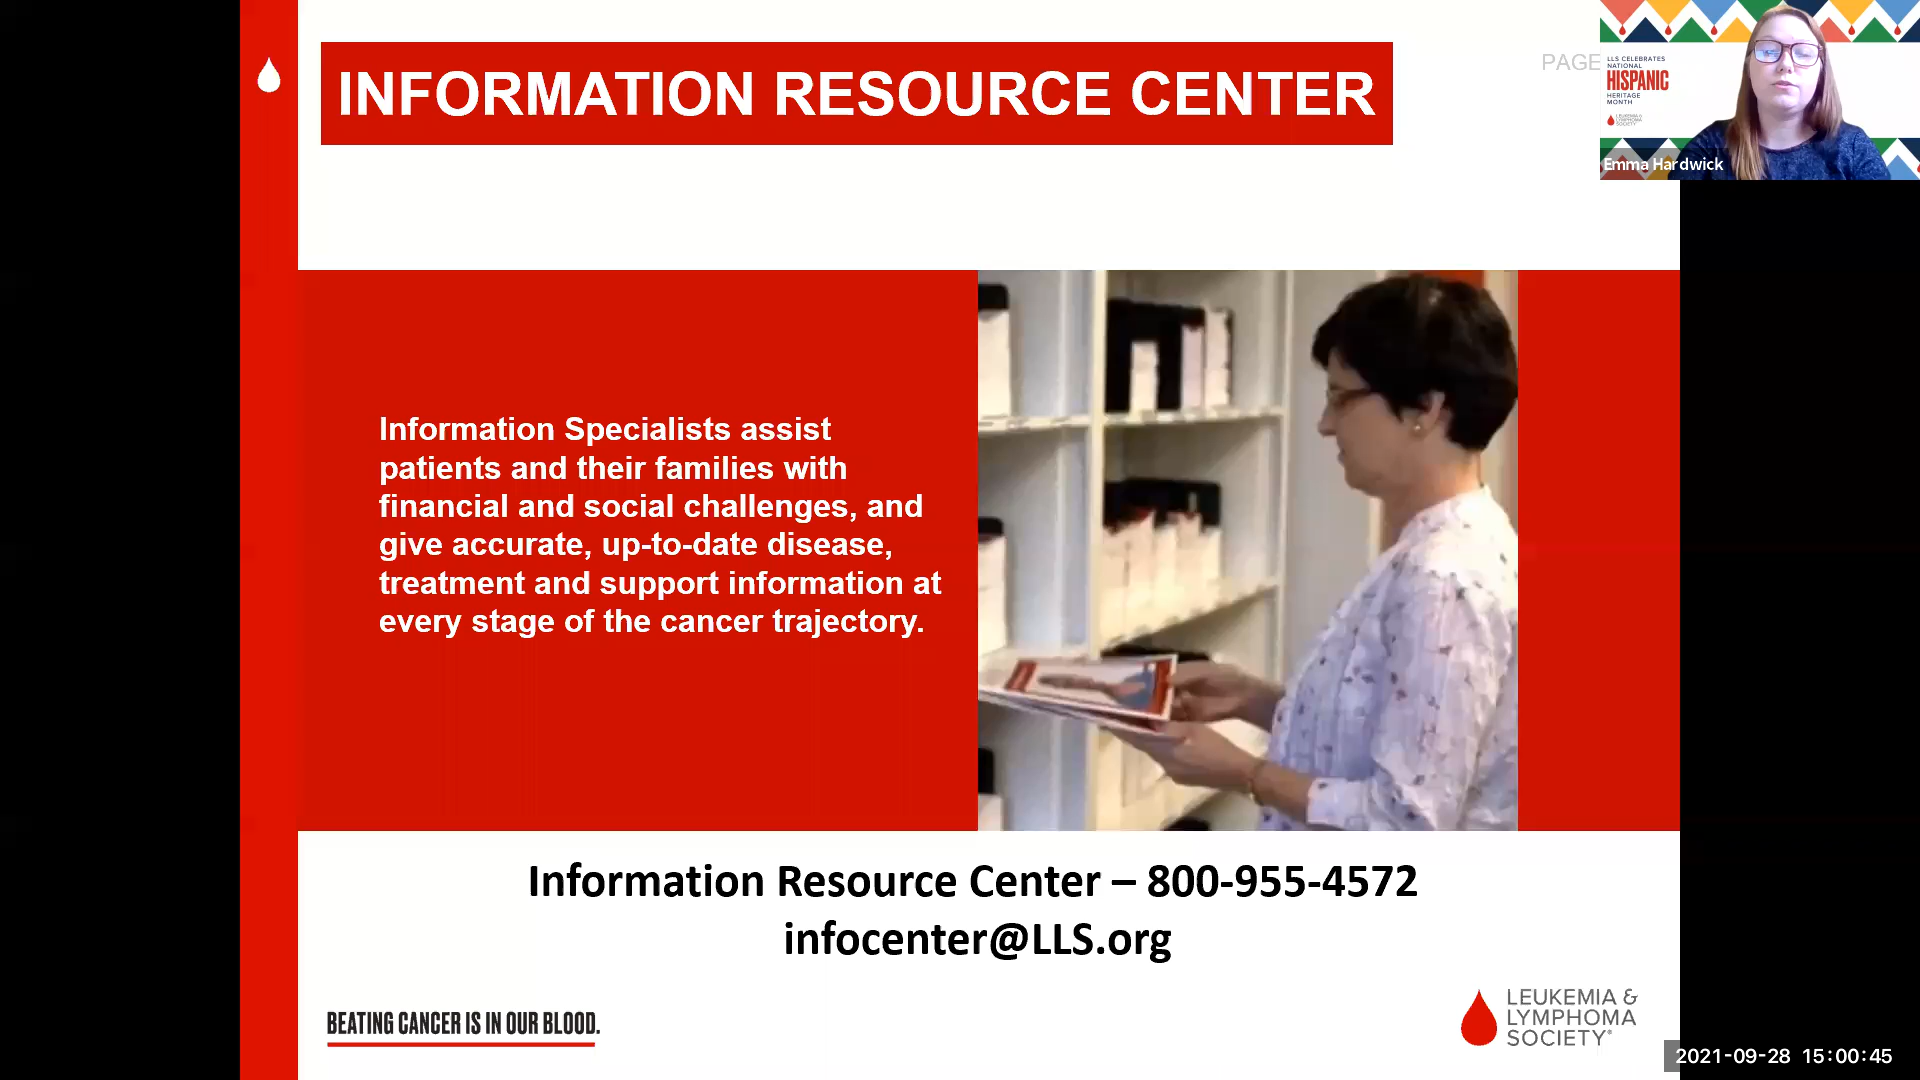 INFORMATION RESOURCE CENTER
PAGE
LLS CELEBRATES
NATIONAL
HISPANIC
HERITAGE
MONTH
LEUKEMIA &
LYMPHOMA
SOCIETY
Emma Hardwick
Information Specialists assist
patients and their families with
financial and social challenges, and
give accurate, up-to-date disease,
treatment and support information at
every stage of the cancer trajectory.
Information Resource Center – 800-955-4572
infocenter@LLS.org
BEATING CANCER IS IN OUR BLOOD.
LEUKEMIA &
LYMPHOMA
SOCIETY®
2021-09-28 15:00:45